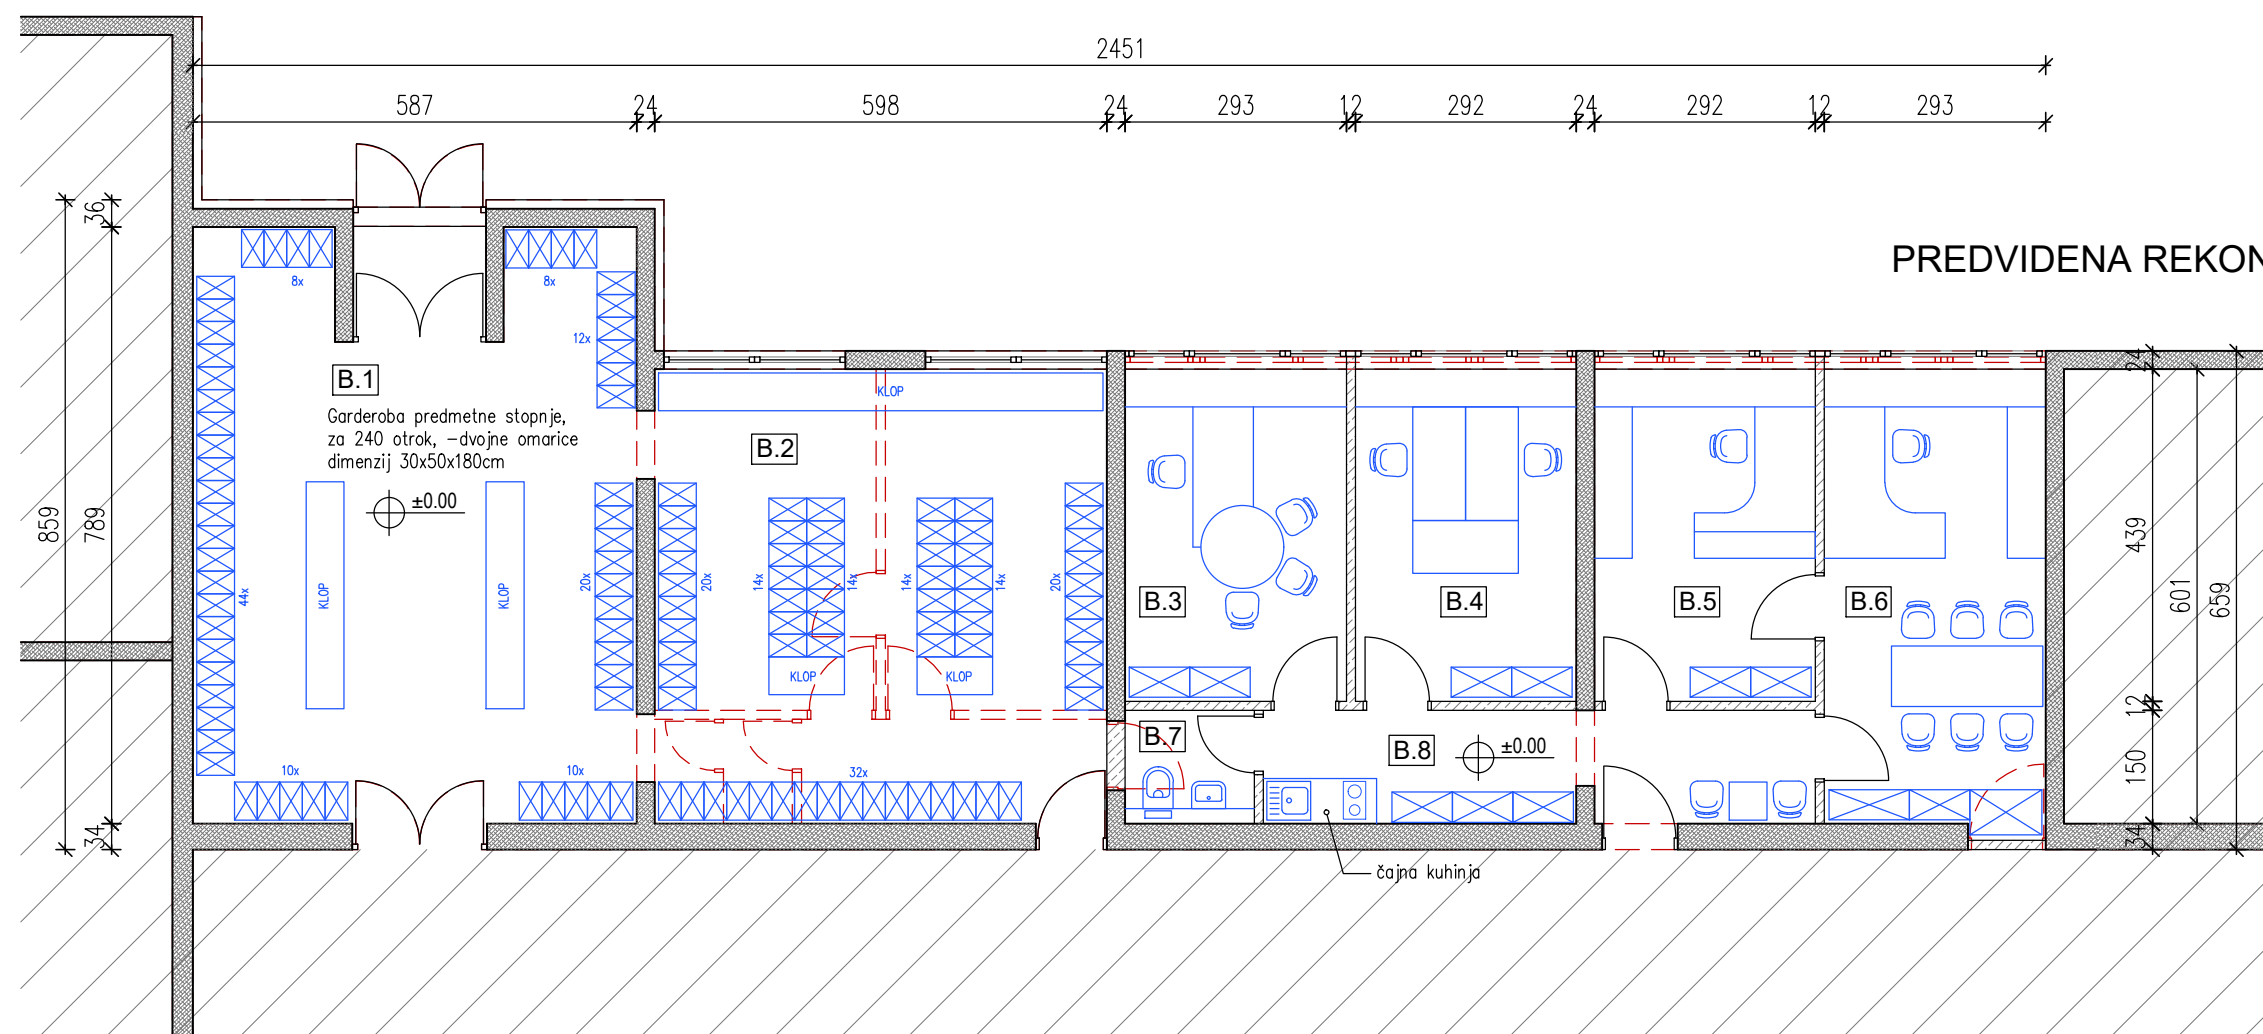 2451
587
24
598
24
293
12
292
24
292
12
293
36
859
789
34
PREDVIDENA REKON
8x
8x
12x
B.1
Garderoba predmetne stopnje,
za 240 otrok, -dvojne omarice
dimenzij 30x50x180cm
±0.00
KLOP
KLOP
44x
20x
10x
10x
KLOP
B.2
20x
14x
14x
14x
14x
20x
KLOP
KLOP
32x
B.3
B.4
B.5
B.6
B.7
B.8
±0.00
čajna kuhinja
24
439
601
659
12
150
34